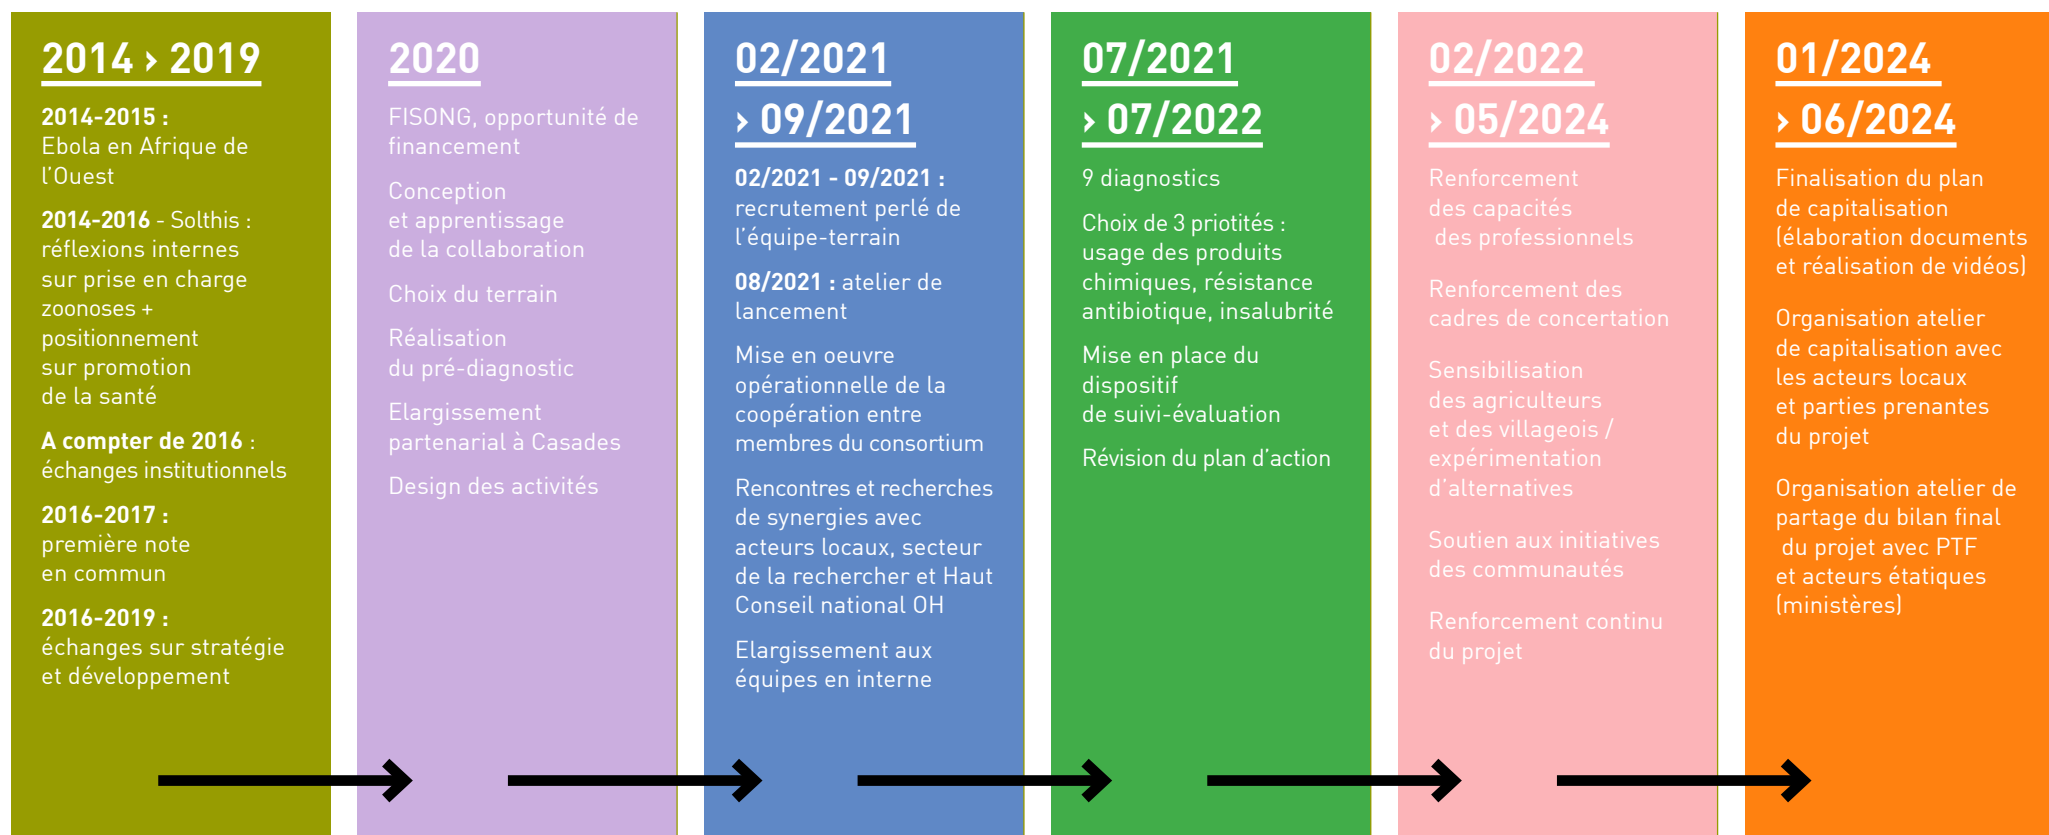 2014 › 2019
2014-2015 :
Ebola en Afrique de
l’Ouest
2014-2016 - Solthis :
réflexions internes
sur prise en charge
zoonoses +
positionnement
sur promotion
de la santé
A compter de 2016 :
échanges institutionnels
2016-2017 :
première note
en commun
2016-2019 :
échanges sur stratégie
et développement
2020
FISONG, opportunité de
financement
Conception
et apprentissage
de la collaboration
Choix du terrain
Réalisation
du pré-diagnostic
Elargissement
partenarial à Casades
Design des activités
02/2021
› 09/2021
02/2021 - 09/2021 :
recrutement perlé de
l’équipe-terrain
08/2021 : atelier de
lancement
Mise en oeuvre
opérationnelle de la
coopération entre
membres du consortium
Rencontres et recherches
de synergies avec
acteurs locaux, secteur
de la rechercher et Haut
Conseil national OH
Elargissement aux
équipes en interne
07/2021
› 07/2022
9 diagnostics
Choix de 3 priotités :
usage des produits
chimiques, résistance
antibiotique, insalubrité
Mise en place du
dispositif
de suivi-évaluation
Révision du plan d’action
02/2022
› 05/2024
Renforcement
des capacités
des professionnels
Renforcement des
cadres de concertation
Sensibilisation
des agriculteurs
et des villageois /
expérimentation
d’alternatives
Soutien aux initiatives
des communautés
Renforcement continu
du projet
01/2024
› 06/2024
Finalisation du plan
de capitalisation
(élaboration documents
et réalisation de vidéos)
Organisation atelier
de capitalisation avec
les acteurs locaux
et parties prenantes
du projet
Organisation atelier de
partage du bilan final
du projet avec PTF
et acteurs étatiques
(ministères)